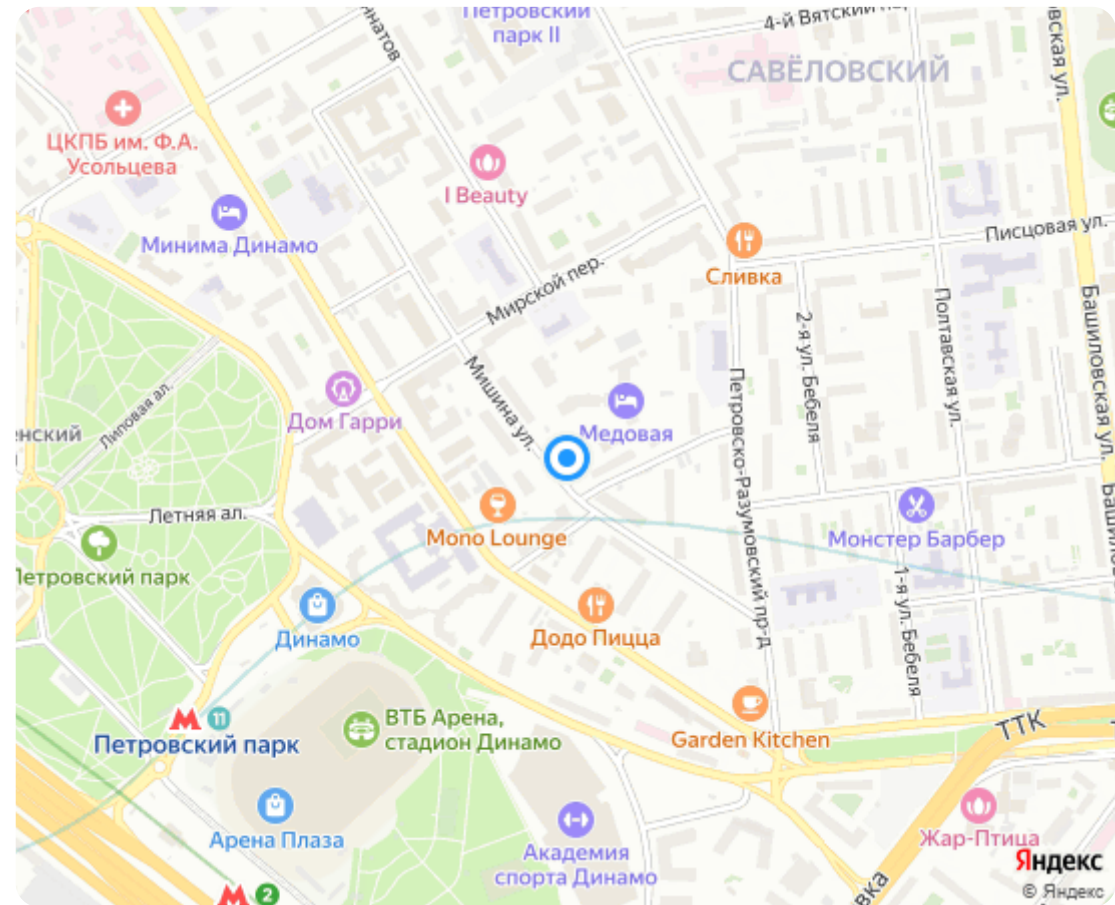 Петровский
парк II
4-й Вятский пер.
САВЁЛОВСКИЙ
ЦКПБ им. Ф.А.
Усольцева
I Beauty
Минима Динамо
Писцовая ул.
Сливка
Мирской пер.
Башиловская ул.
2-я ул. Бебеля
Полтавская ул.
Мишина ул.
Петровско-Разумовский пр-д
Липовая ал.
Дом Гарри
Медовая
Летняя ал.
Mono Lounge
Монстер Барбер
Петровский парк
1-я ул. Бебеля
Динамо
Додо Пицца
11
Петровский парк
ВТБ Арена,
стадион Динамо
Garden Kitchen
ТТК
Арена Плаза
Академия
спорта Динамо
Жар-Птица
Яндекс
© Яндекс
2